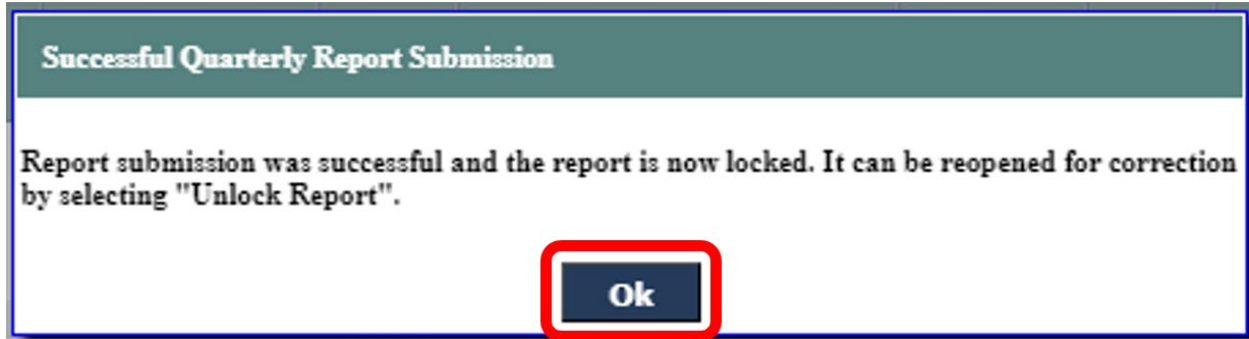 Successful Quarterly Report Submission
Report submission was successful and the report is now locked. It can be reopened for correction
by selecting "Unlock Report".
Ok